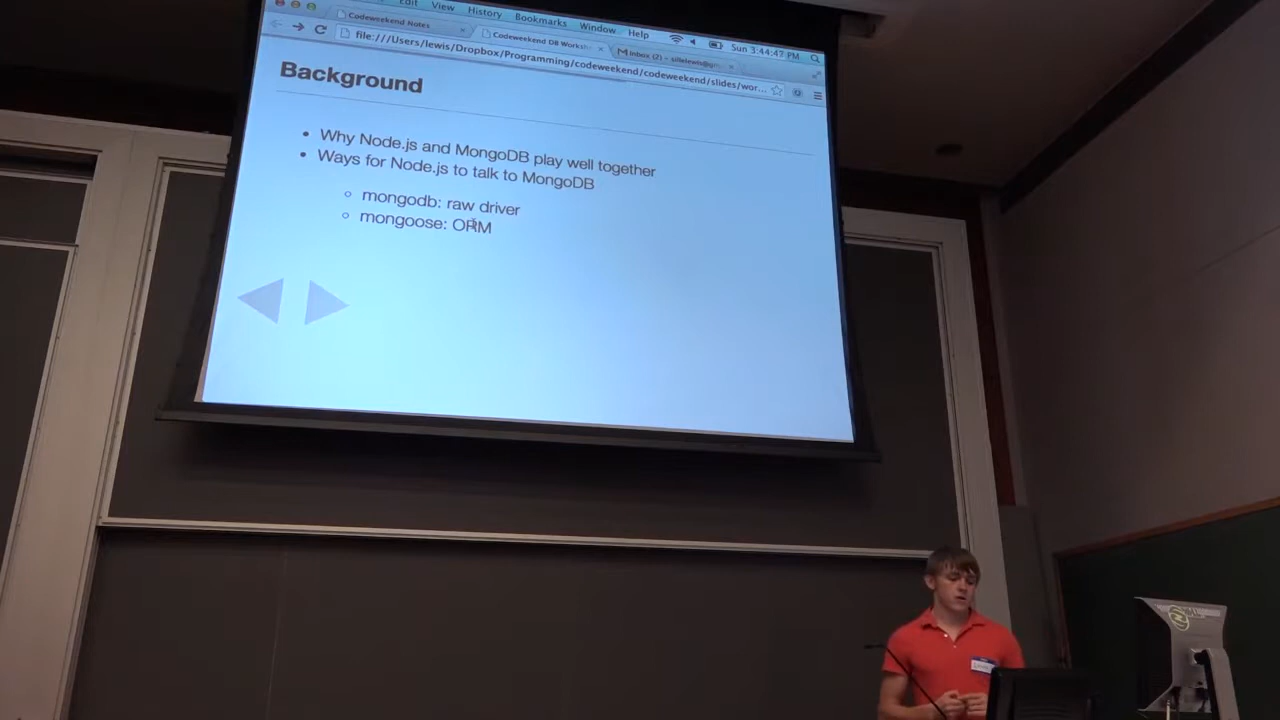 Edit View History Bookmarks Window Help Sun 3:44:47 PM
Codeweekend Notes
Codeweekend DB Works
Inbox (2) -
file:///Users/lewis/Dropbox/Programming/codeweekend/codeweekend/slides/wor...
Background
• Why Node.js and MongoDB play well together
• Ways for Node.js to talk to MongoDB
○ mongodb: raw driver
○ mongoose: ORM